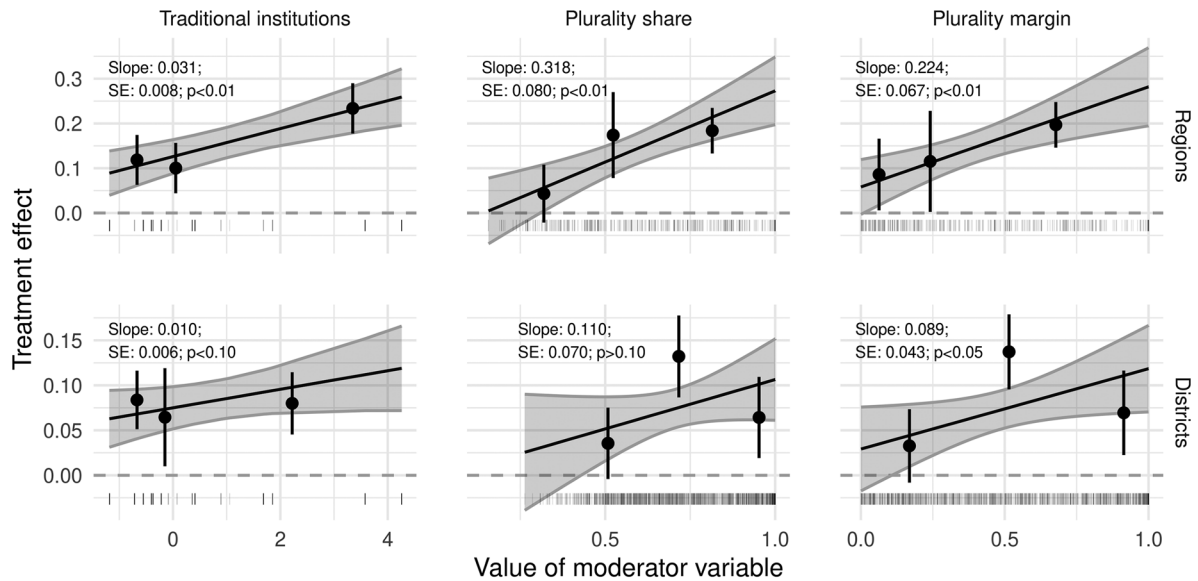 Traditional institutions
Plurality share
Plurality margin
Slope: 0.031;
SE: 0.008; p<0.01
Slope: 0.318;
SE: 0.080; p<0.01
Slope: 0.224;
SE: 0.067; p<0.01
0.3
0.2
0.1
0.0
Regions
Treatment effect
Slope: 0.010;
SE: 0.006; p<0.10
Slope: 0.110;
SE: 0.070; p>0.10
Slope: 0.089;
SE: 0.043; p<0.05
0.15
0.10
0.05
0.00
Districts
0 2 4
0.5 1.0
0.0 0.5 1.0
Value of moderator variable